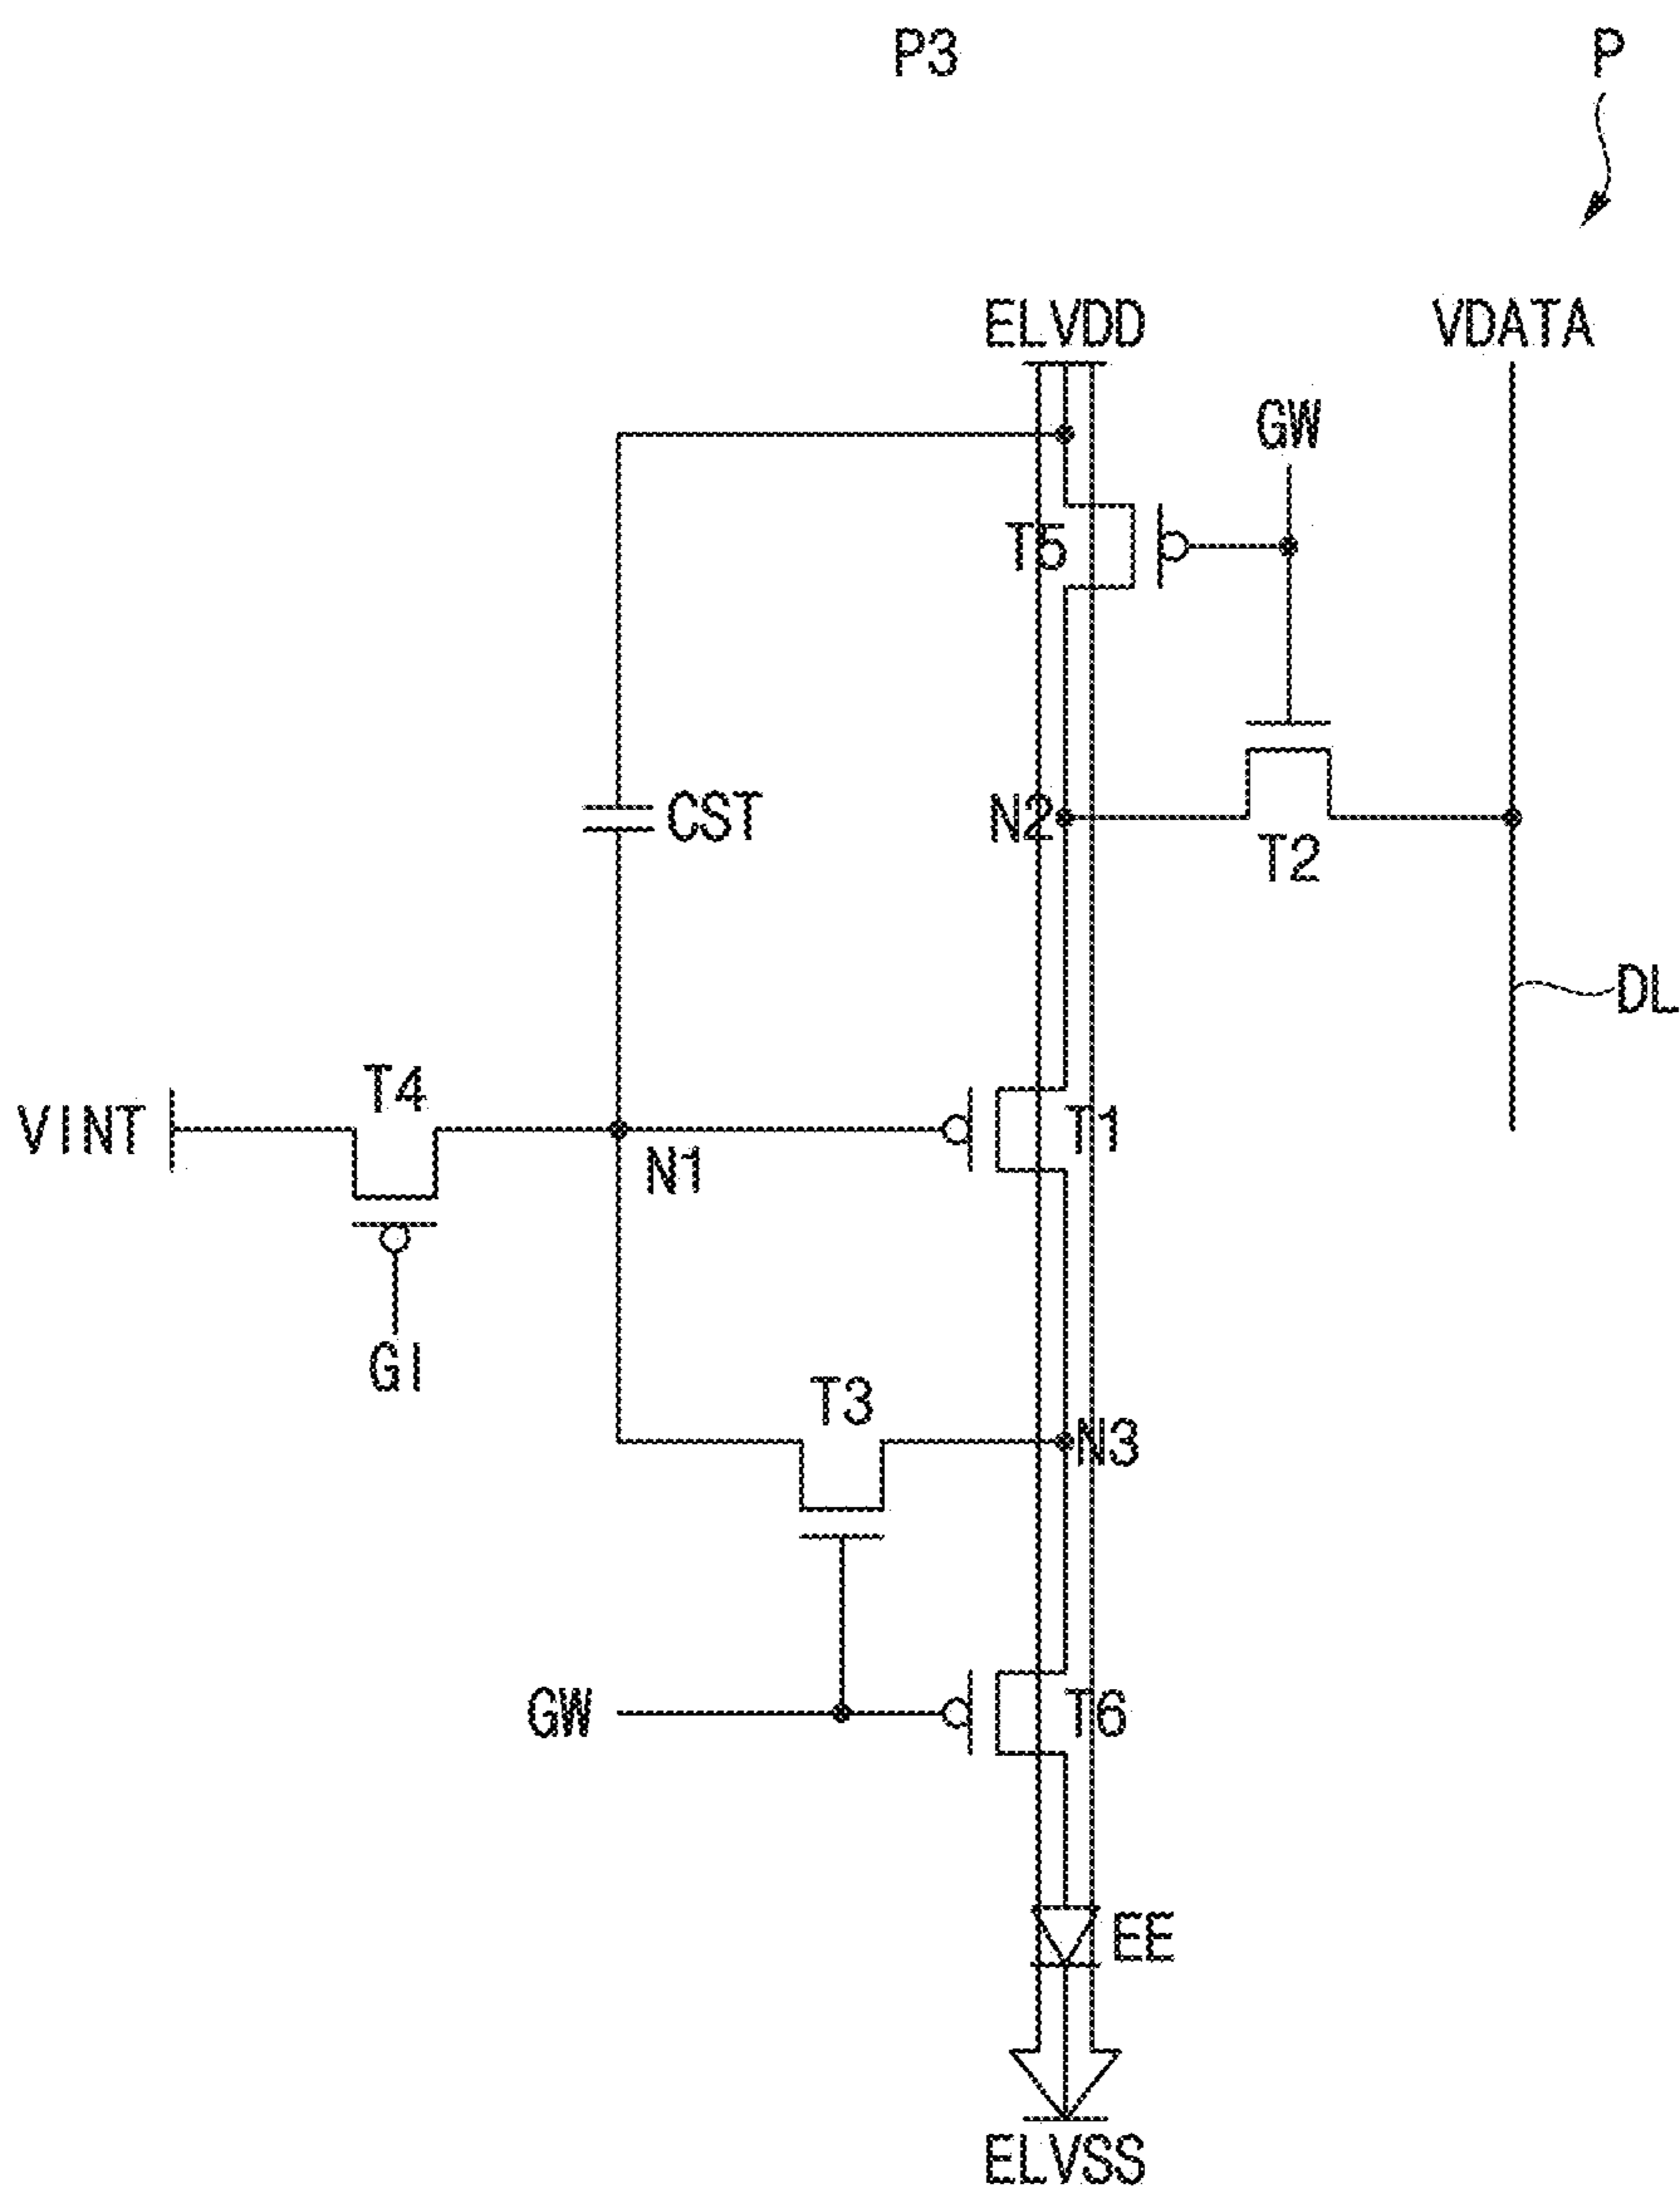 P3
P
ELVDD
VDATA
GW
T5
CST
N2
T2
DL
T4
VINT
T1
N1
GI
T3
N3
GW
T6
EE
ELVSS